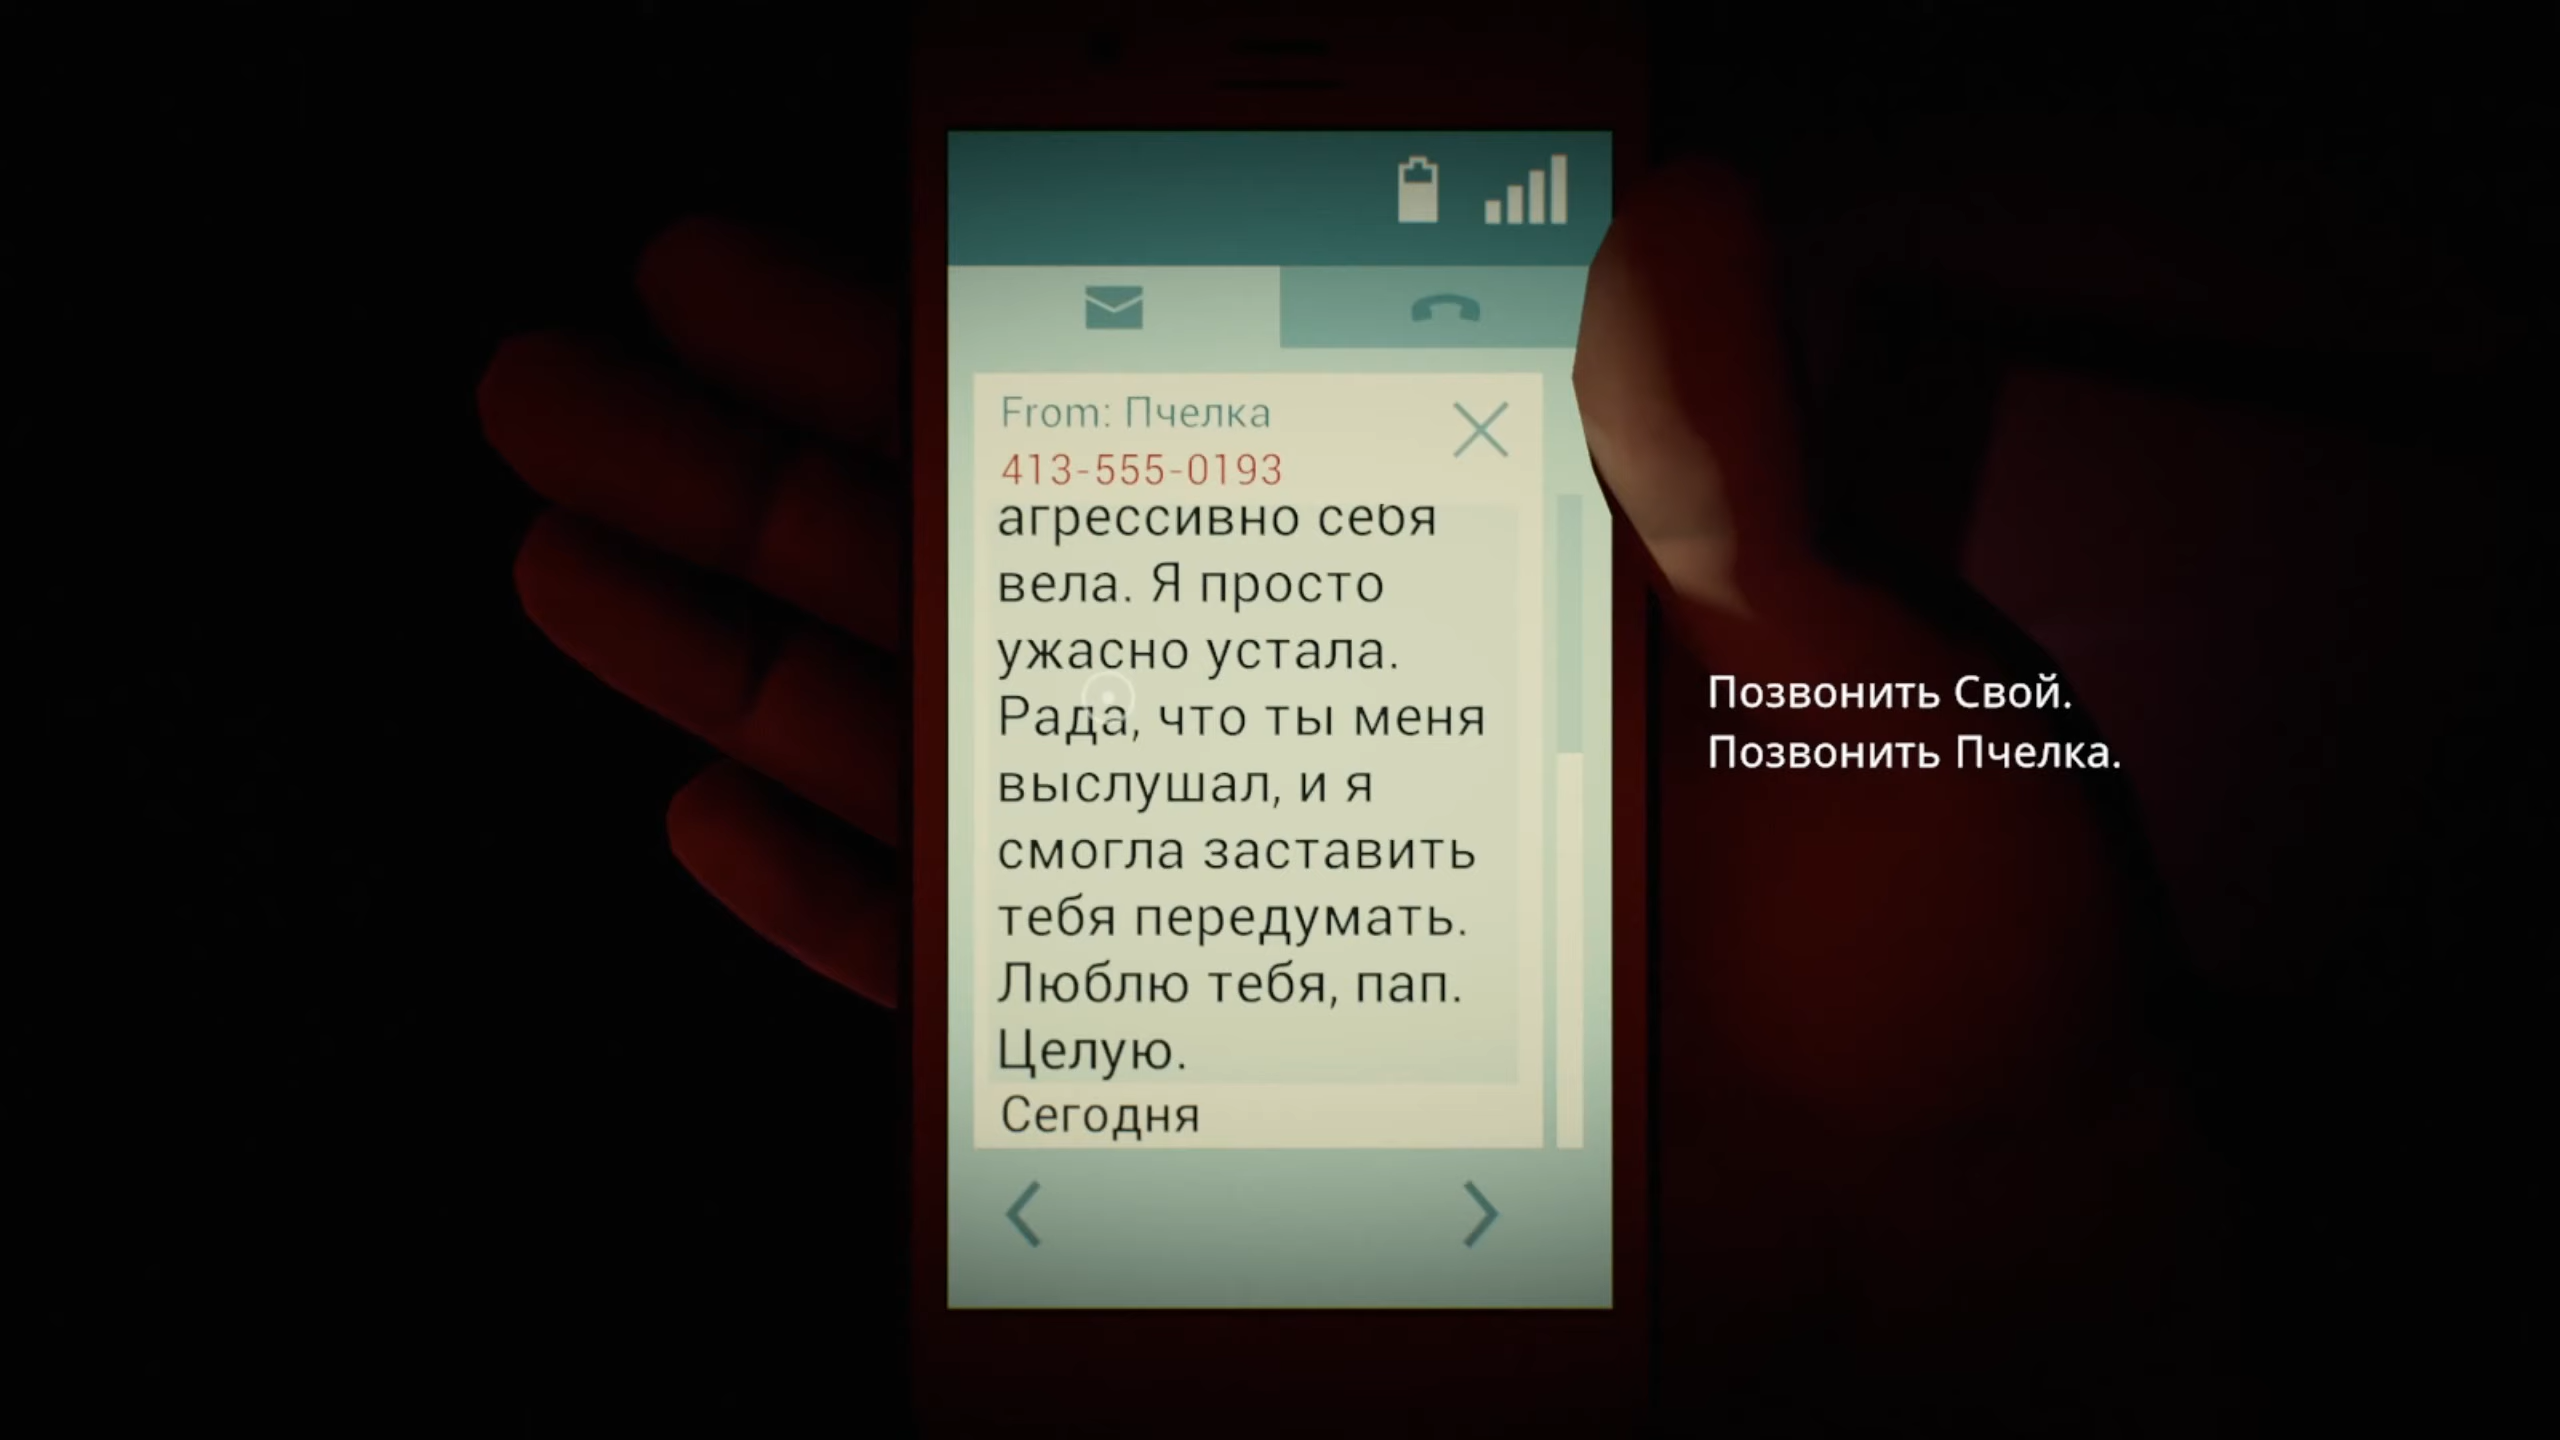 From: Пчелка
413-555-0193
агрессивно себя
вела. Я просто
ужасно устала.
Рада, что ты меня
выслушал, и я
смогла заставить
тебя передумать.
Люблю тебя, пап.
Целую.
Сегодня
Позвонить Свой.
Позвонить Пчелка.